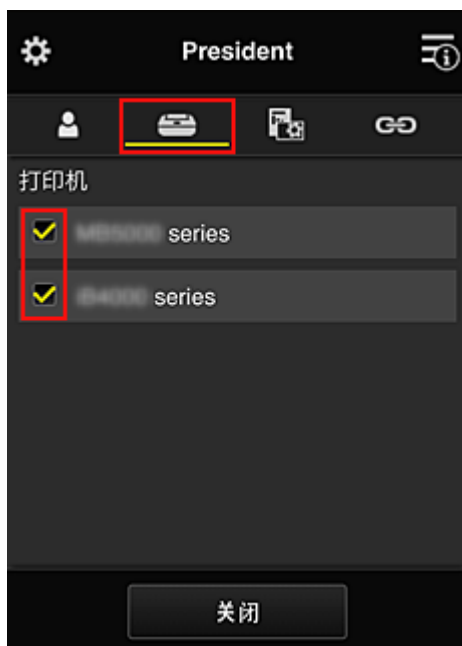 President
打印机
series
series
关闭